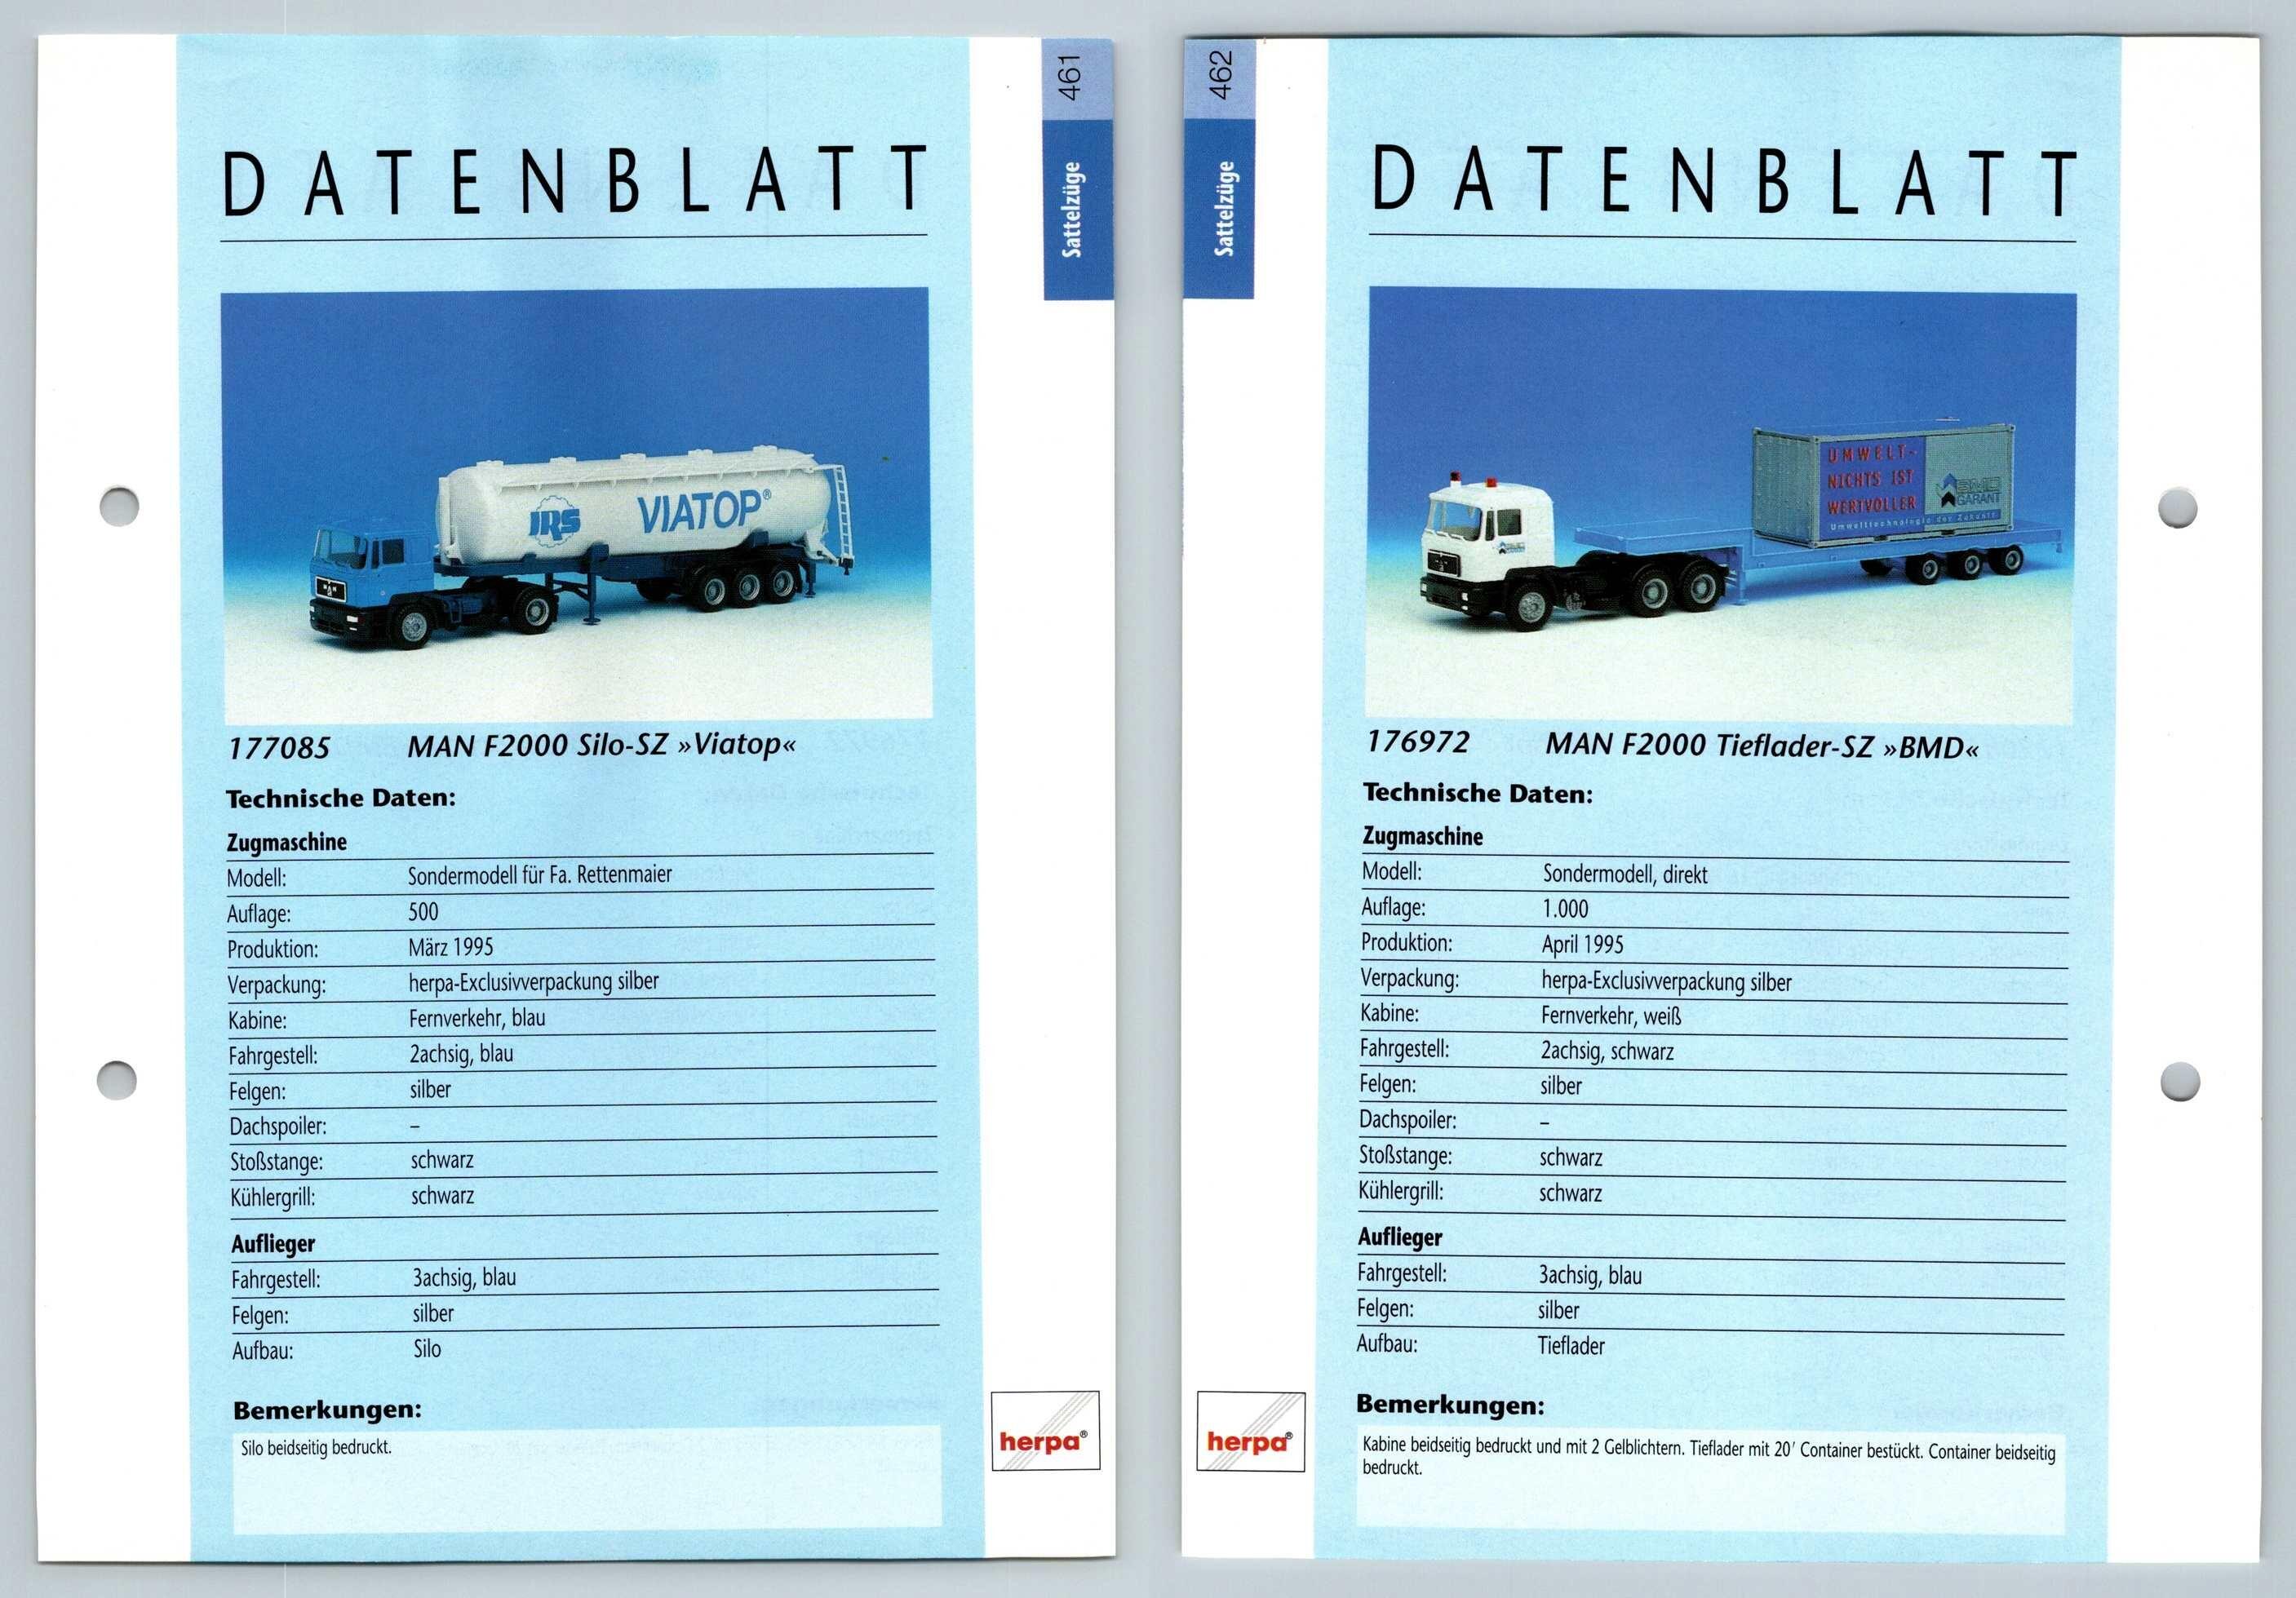 461
Sattelzüge
DATENBLATT
IRS VIATOP®
177085 MAN F2000 Silo-SZ »Viatop«
Technische Daten:
Zugmaschine
Modell: Sondermodell für Fa. Rettenmaier
Auflage: 500
Produktion: März 1995
Verpackung: herpa-Exclusivverpackung silber
Kabine: Fernverkehr, blau
Fahrgestell: 2achsig, blau
Felgen: silber
Dachspoiler: –
Stoßstange: schwarz
Kühlergrill: schwarz
Auflieger
Fahrgestell: 3achsig, blau
Felgen: silber
Aufbau: Silo
Bemerkungen:
Silo beidseitig bedruckt.
herpa®
462
Sattelzüge
DATENBLATT
UMWELT-
NICHTS IST
WERTVOLLER
BMD
GARANT
Umwelttechnologie der Zukunft
176972 MAN F2000 Tieflader-SZ »BMD«
Technische Daten:
Zugmaschine
Modell: Sondermodell, direkt
Auflage: 1.000
Produktion: April 1995
Verpackung: herpa-Exclusivverpackung silber
Kabine: Fernverkehr, weiß
Fahrgestell: 2achsig, schwarz
Felgen: silber
Dachspoiler: –
Stoßstange: schwarz
Kühlergrill: schwarz
Auflieger
Fahrgestell: 3achsig, blau
Felgen: silber
Aufbau: Tieflader
Bemerkungen:
Kabine beidseitig bedruckt und mit 2 Gelblichtern. Tieflader mit 20' Container bestückt. Container beidseitig
bedruckt.
herpa®